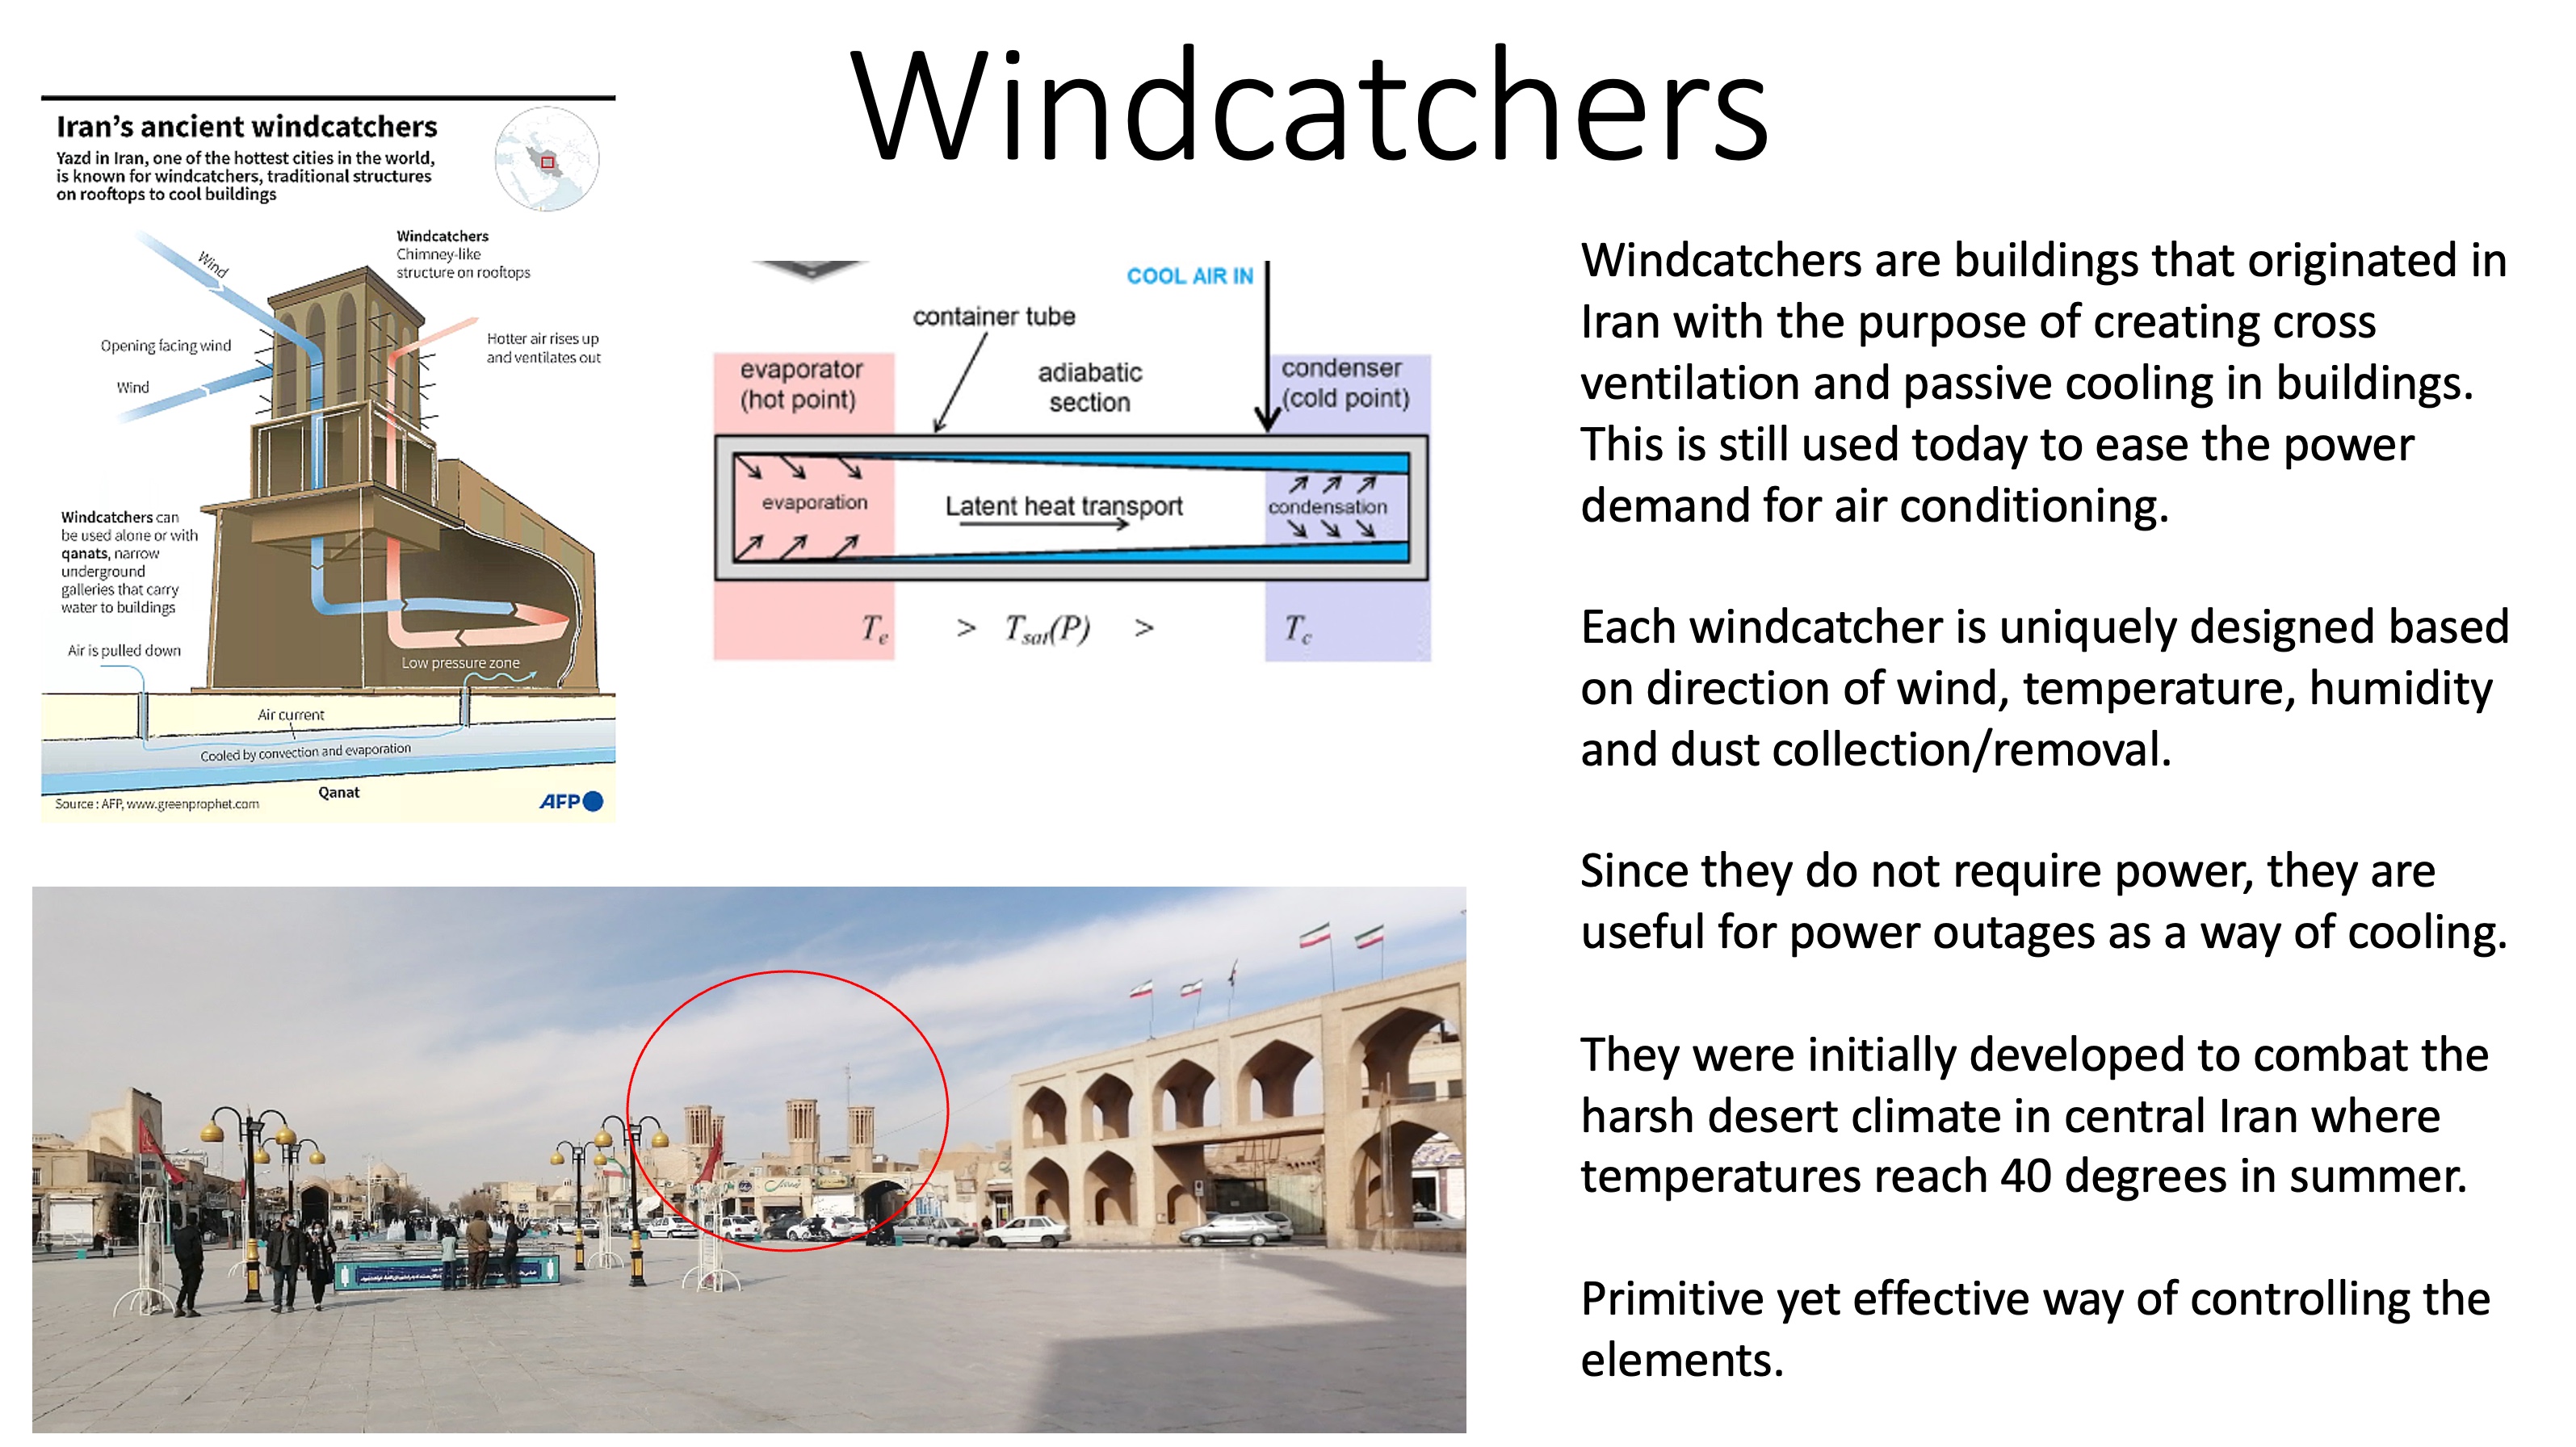 Windcatchers
Iran's ancient windcatchers
Yazd in Iran, one of the hottest cities in the world,
is known for windcatchers, traditional structures
on rooftops to cool buildings
Wind
Windcatchers
Chimney-like
structure on rooftops
Opening facing wind
Hotter air rises up
and ventilates out
Wind
Windcatchers can
be used alone or with
qanats, narrow
underground
galleries that carry
water to buildings
Air is pulled down
Low pressure zone
Air current
Cooled by convection and evaporation
Qanat
Source : AFP, www.greenprophet.com
AFP
COOL AIR IN
container tube
evaporator
(hot point)
adiabatic
section
condenser
(cold point)
evaporation
Latent heat transport
condensation
Te > Tsat(P) > Tc
Windcatchers are buildings that originated in
Iran with the purpose of creating cross
ventilation and passive cooling in buildings.
This is still used today to ease the power
demand for air conditioning.
Each windcatcher is uniquely designed based
on direction of wind, temperature, humidity
and dust collection/removal.
Since they do not require power, they are
useful for power outages as a way of cooling.
They were initially developed to combat the
harsh desert climate in central Iran where
temperatures reach 40 degrees in summer.
Primitive yet effective way of controlling the
elements.